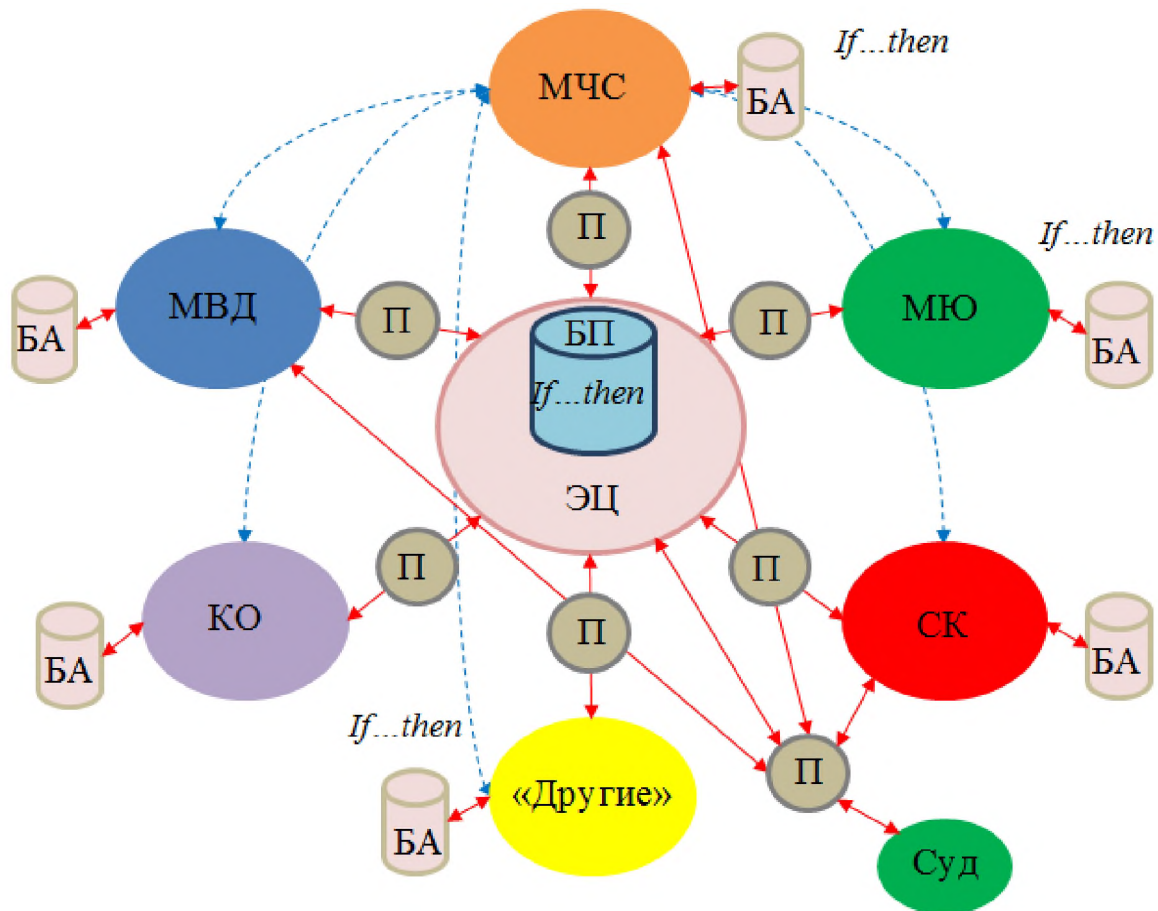 If...then
МЧС
БА
П
If...then
МВД
П
П
МЮ
БА
БП
БА
If...then
ЭЦ
П
П
КО
СК
БА
П
БА
If...then
П
«Другие»
БА
Суд